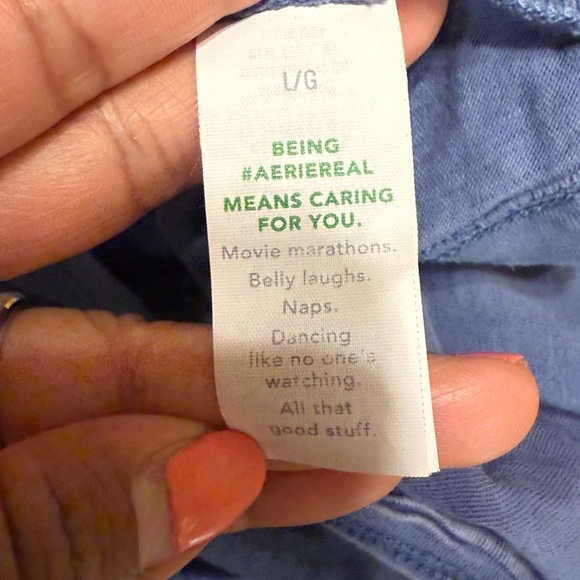 L/G
BEING
#AERIEREAL
MEANS CARING
FOR YOU.
Movie marathons.
Belly laughs.
Naps.
Dancing
like no one's
watching.
All that
good stuff.